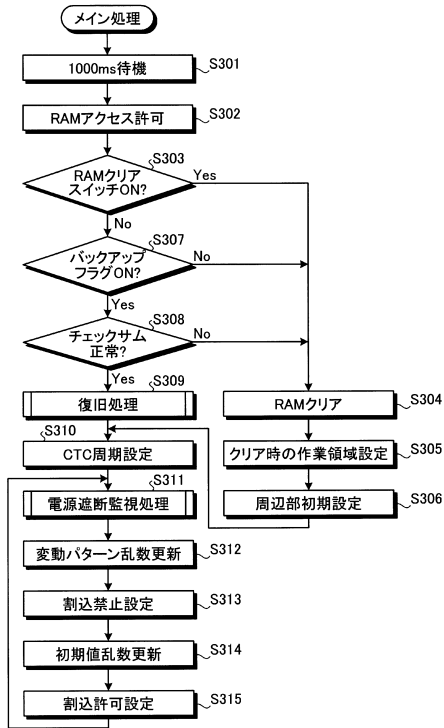 メイン処理
1000ms待機
S301
RAMアクセス許可
S302
S303
RAMクリア
スイッチON?
Yes
No
S307
バックアップ
フラグON?
No
Yes
S308
チェックサム
正常?
No
Yes
S309
復旧処理
RAMクリア
S304
S310
CTC周期設定
クリア時の作業領域設定
S305
S311
電源遮断監視処理
周辺部初期設定
S306
変動パターン乱数更新
S312
割込禁止設定
S313
初期値乱数更新
S314
割込許可設定
S315